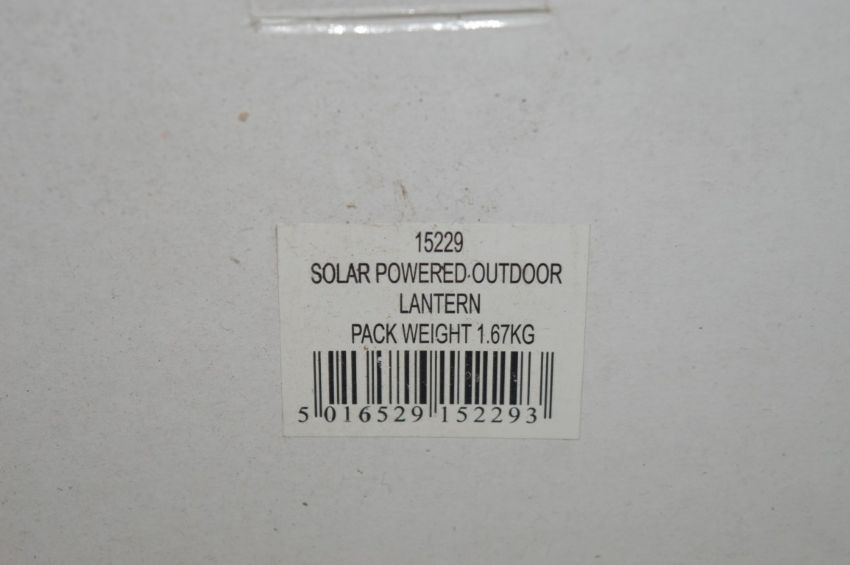 15229
SOLAR POWERED OUTDOOR
LANTERN
PACK WEIGHT 1.67KG
5 016529 152293